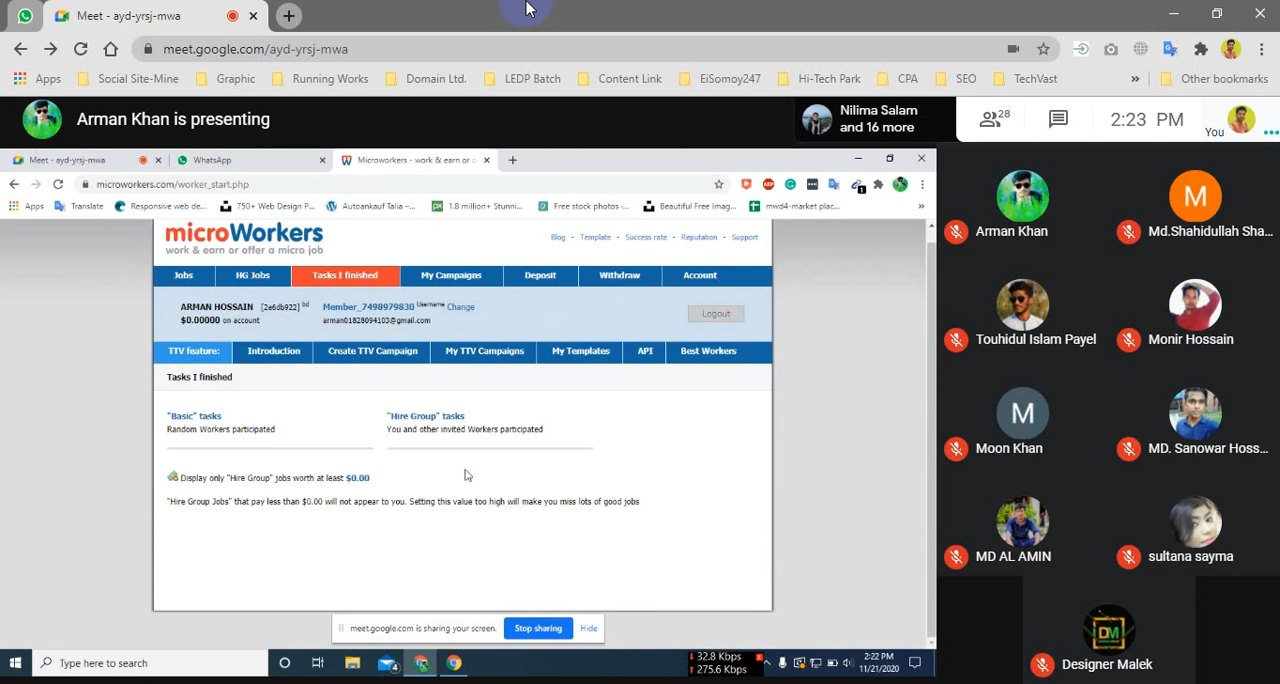 Meet - ayd-yrsj-mwa
meet.google.com/ayd-yrsj-mwa
Apps Social Site-Mine Graphic Running Works Domain Ltd. LEDP Batch Content Link EiSomoy247 Hi-Tech Park CPA SEO TechVast » Other bookmarks
Arman Khan is presenting
Nilima Salam
and 16 more
28
2:23 PM
You
Meet - ayd-yrsj-mwa WhatsApp Microworkers - work & earn or o
microworkers.com/worker_start.php
Apps Translate Responsive web de... 750+ Web Design P... Autoankauf Talia –... 1.8 million+ Stunni... Free stock photos ·... Beautiful Free Imag... mwd4-market plac... »
microWorkers
work & earn or offer a micro job
Blog - Template - Success rate - Reputation - Support
Jobs HG Jobs Tasks I finished My Campaigns Deposit Withdraw Account
ARMAN HOSSAIN [2e6db922] bd Member_7498979830 Username Change
$0.00000 on account arman01828094103@gmail.com
Logout
TTV feature: Introduction Create TTV Campaign My TTV Campaigns My Templates API Best Workers
Tasks I finished
"Basic" tasks "Hire Group" tasks
Random Workers participated You and other invited Workers participated
Display only "Hire Group" jobs worth at least $0.00
"Hire Group Jobs" that pay less than $0.00 will not appear to you. Setting this value too high will make you miss lots of good jobs
meet.google.com is sharing your screen. Stop sharing Hide
Type here to search
4
32.8 Kbps
275.6 Kbps
2:22 PM
11/21/2020
Arman Khan
M
Md.Shahidullah Sha...
Touhidul Islam Payel
Monir Hossain
M
Moon Khan
MD. Sanowar Hoss...
MD AL AMIN
sultana sayma
DM
Designer Malek